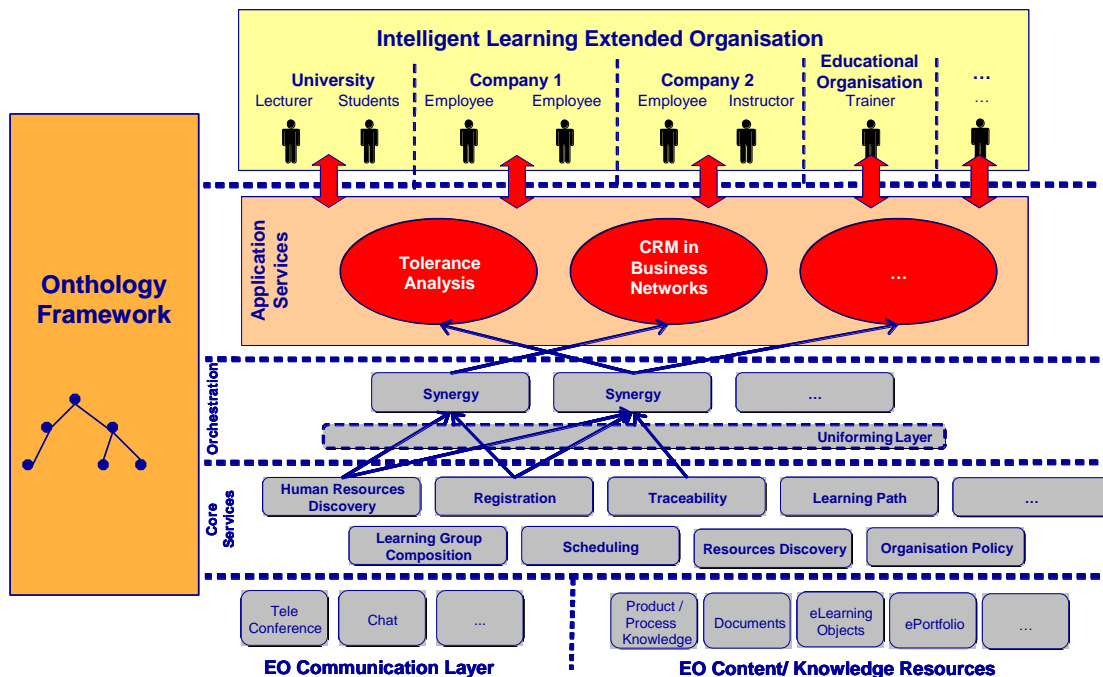 Intelligent Learning Extended Organisation
University
Lecturer Students
Company 1
Employee Employee
Company 2
Employee Instructor
Educational
Organisation
Trainer
...
...
Onthology
Framework
Application
Services
Tolerance
Analysis
CRM in
Business
Networks
...
Orchestration
Synergy
Synergy
...
Uniforming Layer
Core
Services
Human Resources
Discovery
Registration
Traceability
Learning Path
...
Learning Group
Composition
Scheduling
Resources Discovery
Organisation Policy
Tele
Conference
Chat
...
Product /
Process
Knowledge
Documents
eLearning
Objects
ePortfolio
...
EO Communication Layer
EO Content/ Knowledge Resources